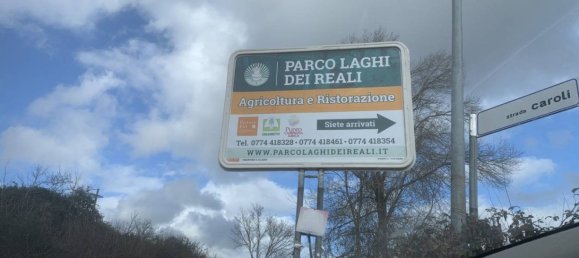 PARCO LAGHI
DEI REALI
Agricoltura e Ristorazione
Siete arrivati
Tel. 0774 418328 • 0774 418461 • 0774 418354
WWW.PARCOLAGHIDEIREALI.IT
strada caroli